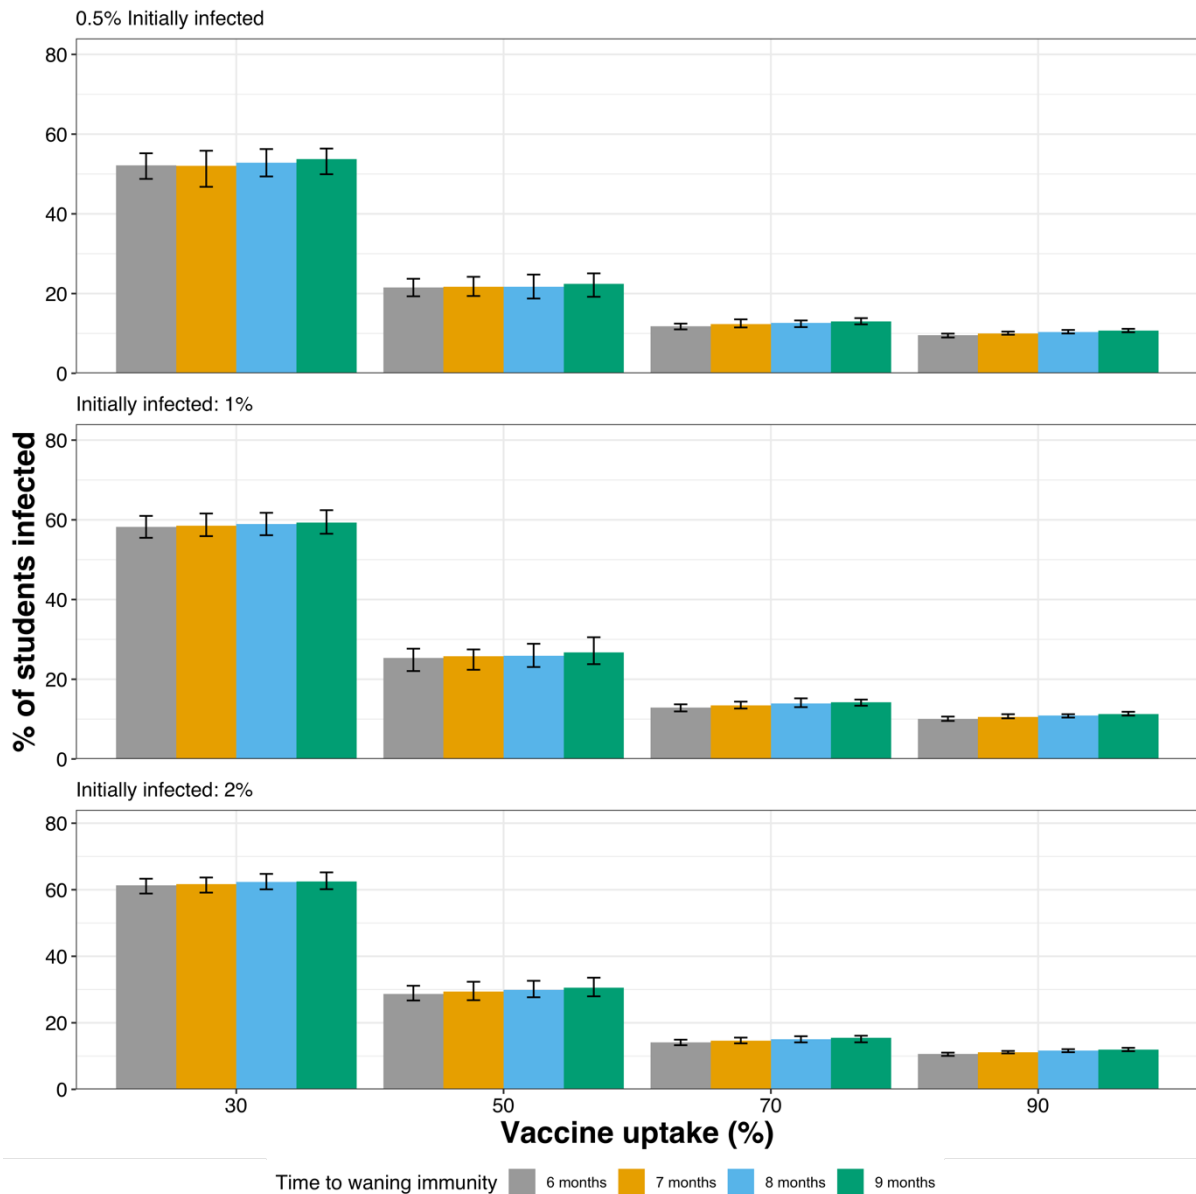 0.5% Initially infected
80
60
40
20
0
Initially infected: 1%
80
60
40
20
0
% of students infected
Initially infected: 2%
80
60
40
20
0
30 50 70 90
Vaccine uptake (%)
Time to waning immunity 6 months 7 months 8 months 9 months